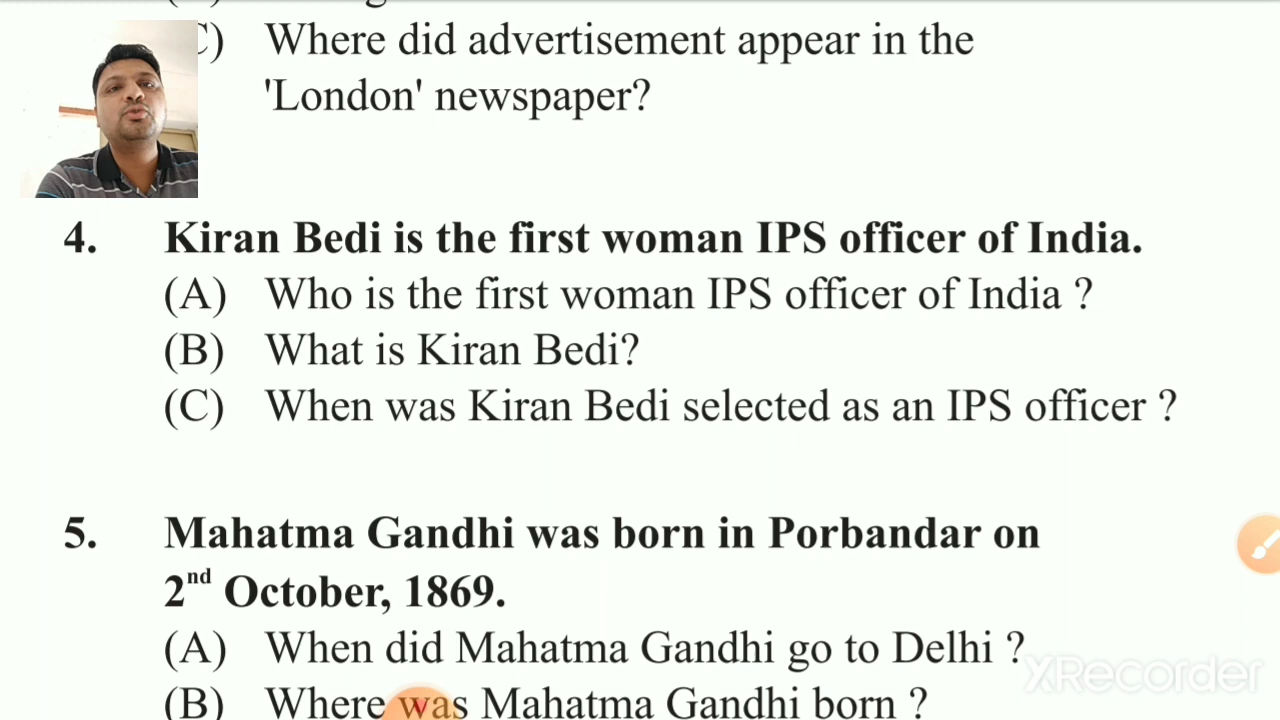 C) Where did advertisement appear in the
'London' newspaper?
4. Kiran Bedi is the first woman IPS officer of India.
(A) Who is the first woman IPS officer of India ?
(B) What is Kiran Bedi?
(C) When was Kiran Bedi selected as an IPS officer ?
5. Mahatma Gandhi was born in Porbandar on
2nd October, 1869.
(A) When did Mahatma Gandhi go to Delhi ?
(B) Where was Mahatma Gandhi born ?
XRecorder